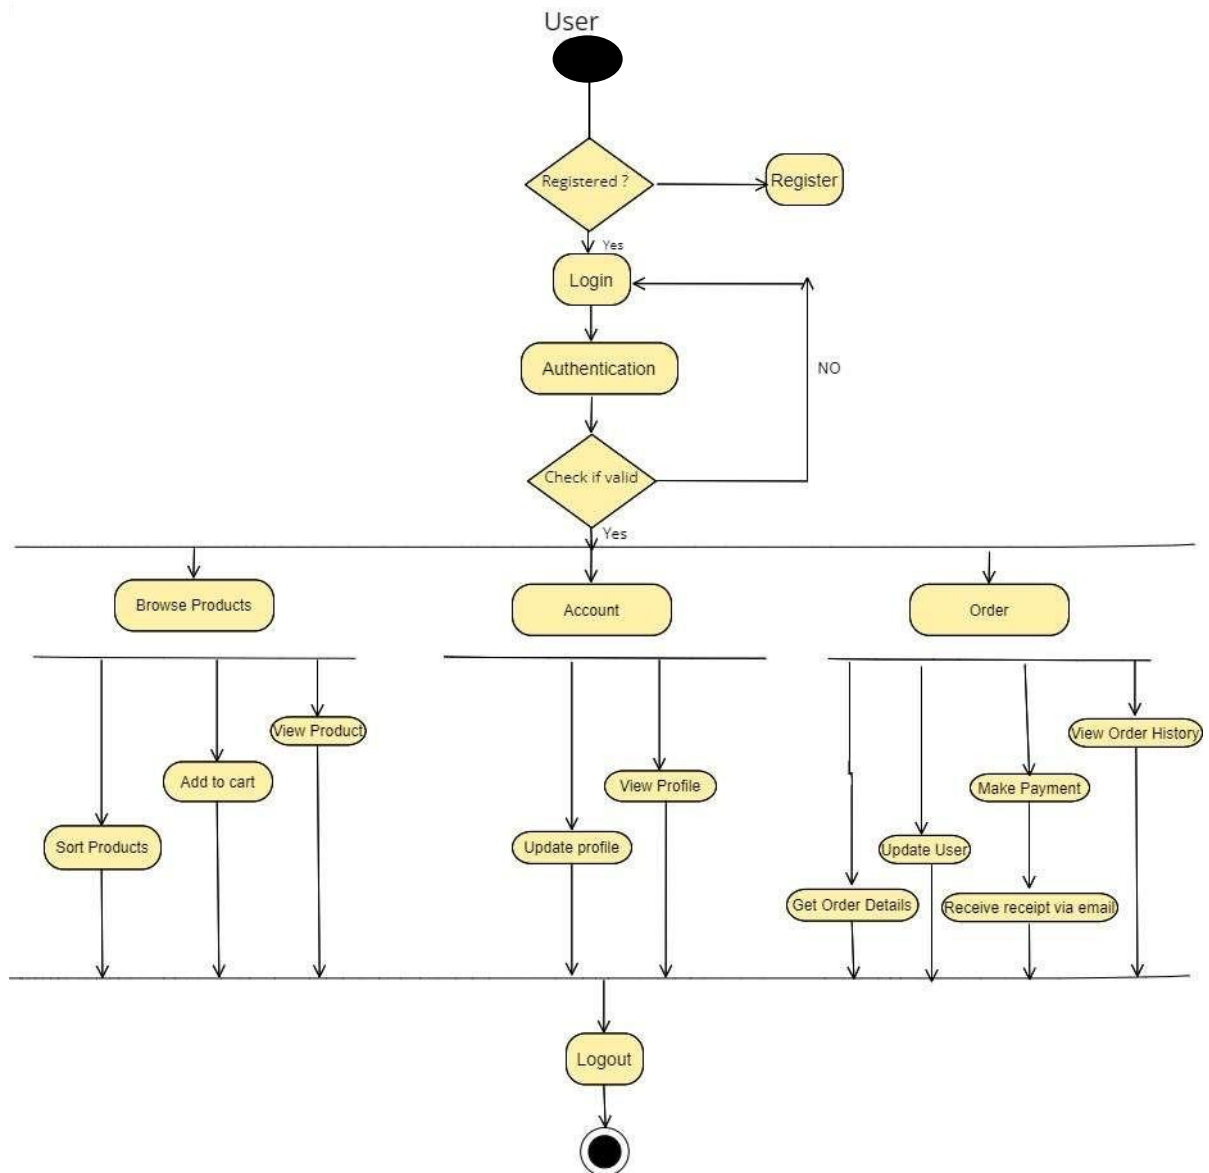 User
Registered ?
Register
Yes
Login
Authentication
NO
Check if valid
Yes
Browse Products
Account
Order
View Product
View Order History
Add to cart
View Profile
Make Payment
Sort Products
Update profile
Update User
Get Order Details
Receive receipt via email
Logout